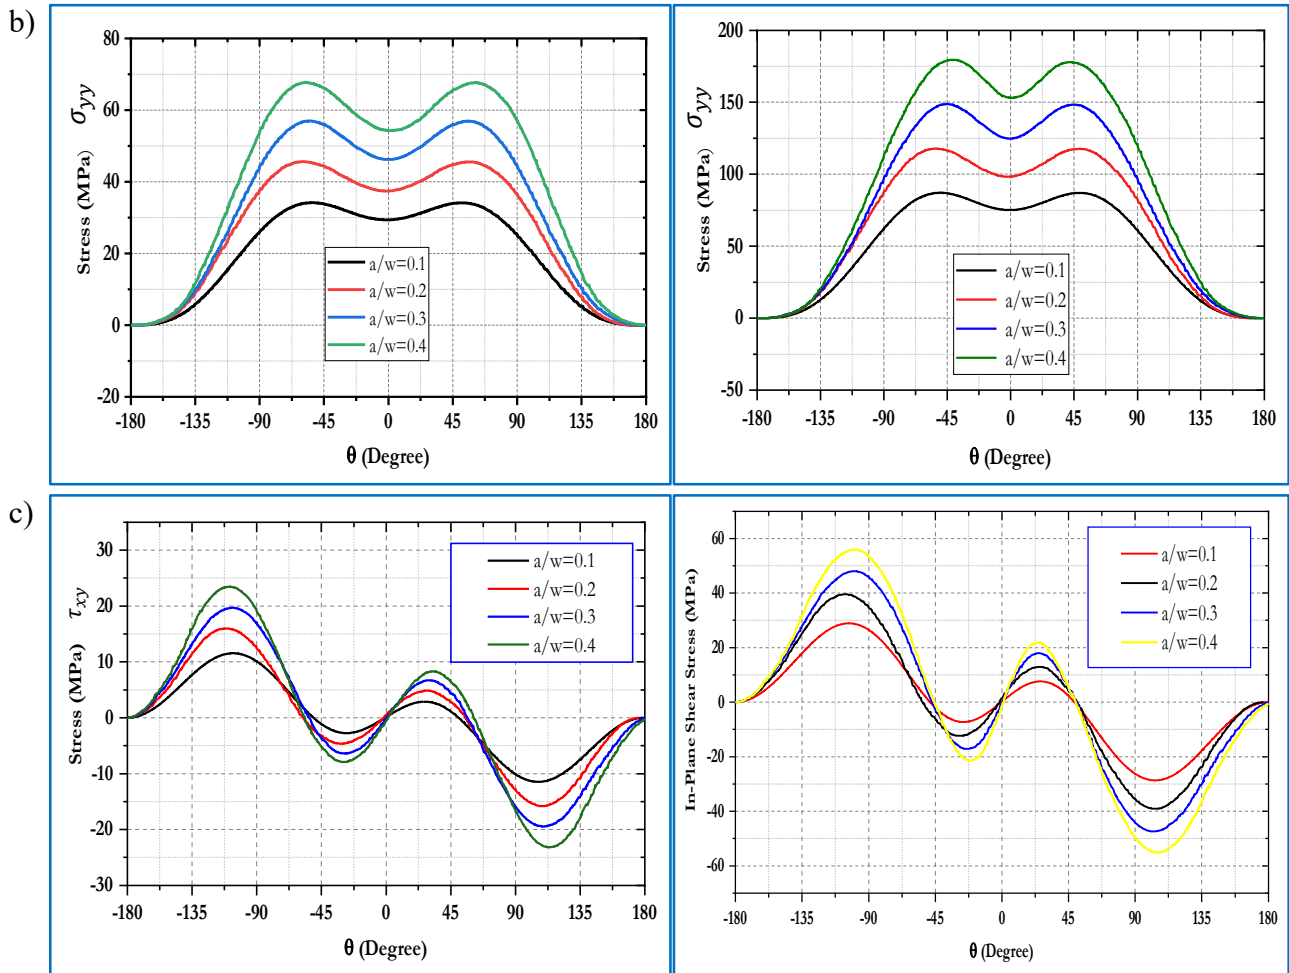 b)
80
60
40
20
0
-20
-180 -135 -90 -45 0 45 90 135 180
Stress (MPa) σyy
θ (Degree)
a/w=0.1
a/w=0.2
a/w=0.3
a/w=0.4
200
150
100
50
0
-50
-180 -135 -90 -45 0 45 90 135 180
Stress (MPa) σyy
θ (Degree)
a/w=0.1
a/w=0.2
a/w=0.3
a/w=0.4
c)
30
20
10
0
-10
-20
-30
-180 -135 -90 -45 0 45 90 135 180
Stress (MPa) τxy
θ (Degree)
a/w=0.1
a/w=0.2
a/w=0.3
a/w=0.4
60
40
20
0
-20
-40
-60
-180 -135 -90 -45 0 45 90 135 180
In-Plane Shear Stress (MPa)
θ (Degree)
a/w=0.1
a/w=0.2
a/w=0.3
a/w=0.4